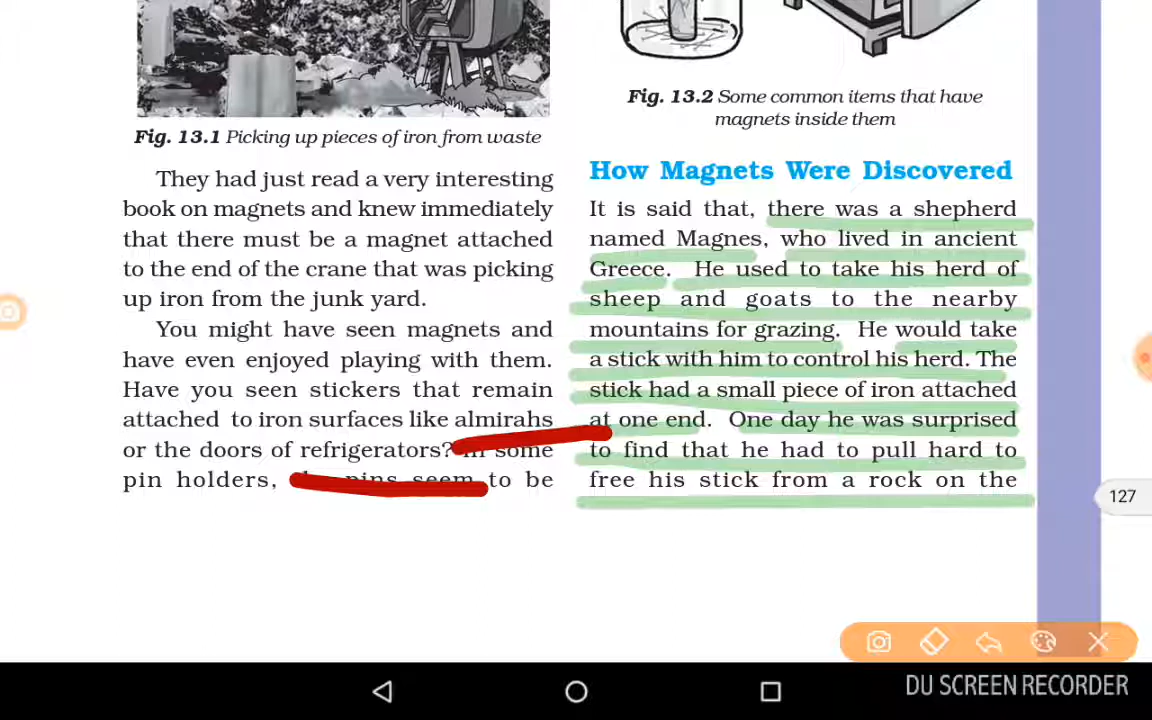 Fig. 13.1 Picking up pieces of iron from waste
They had just read a very interesting
book on magnets and knew immediately
that there must be a magnet attached
to the end of the crane that was picking
up iron from the junk yard.
You might have seen magnets and
have even enjoyed playing with them.
Have you seen stickers that remain
attached to iron surfaces like almirahs
or the doors of refrigerators? In some
pin holders, pins seem to be
Fig. 13.2 Some common items that have
magnets inside them
How Magnets Were Discovered
It is said that, there was a shepherd
named Magnes, who lived in ancient
Greece. He used to take his herd of
sheep and goats to the nearby
mountains for grazing. He would take
a stick with him to control his herd. The
stick had a small piece of iron attached
at one end. One day he was surprised
to find that he had to pull hard to
free his stick from a rock on the
127
DU SCREEN RECORDER